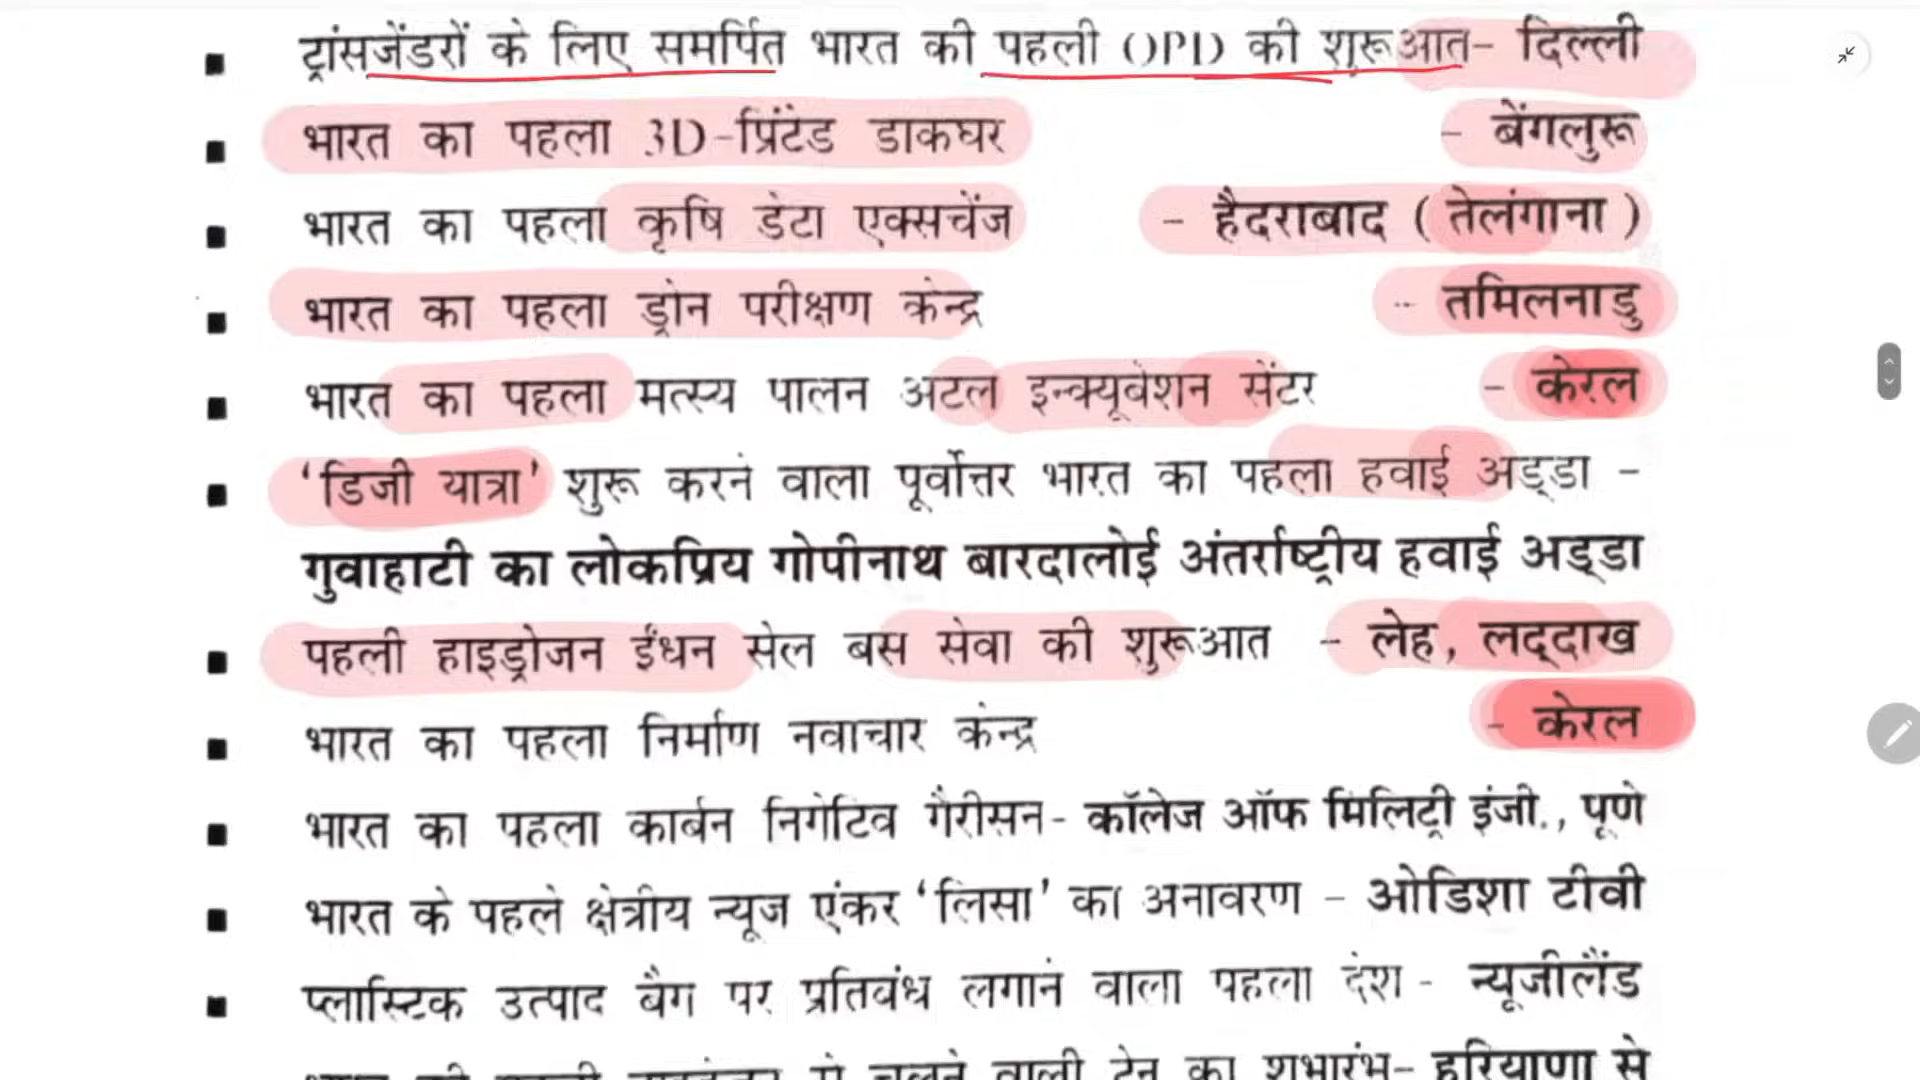 ट्रांसजेंडरों के लिए समर्पित भारत की पहली OPD की शुरूआत- दिल्ली
भारत का पहला 3D-प्रिंटेड डाकघर - बेंगलुरू
भारत का पहला कृषि डेटा एक्सचेंज - हैदराबाद ( तेलंगाना )
भारत का पहला ड्रोन परीक्षण केन्द्र - तमिलनाडु
भारत का पहला मत्स्य पालन अटल इन्क्यूबेशन सेंटर - केरल
'डिजी यात्रा' शुरू करने वाला पूर्वोत्तर भारत का पहला हवाई अड्डा -
गुवाहाटी का लोकप्रिय गोपीनाथ बारदालोई अंतर्राष्ट्रीय हवाई अड्डा
पहली हाइड्रोजन ईंधन सेल बस सेवा की शुरूआत - लेह, लद्दाख
भारत का पहला निर्माण नवाचार केन्द्र - केरल
भारत का पहला कार्बन निगेटिव गैरीसन- कॉलेज ऑफ मिलिट्री इंजी., पूणे
भारत के पहले क्षेत्रीय न्यूज एंकर 'लिसा' का अनावरण - ओडिशा टीवी
प्लास्टिक उत्पाद बैग पर प्रतिबंध लगाने वाला पहला देश - न्यूजीलैंड
चलने वाली ट्रेन का शुभारंभ- हरियाणा से